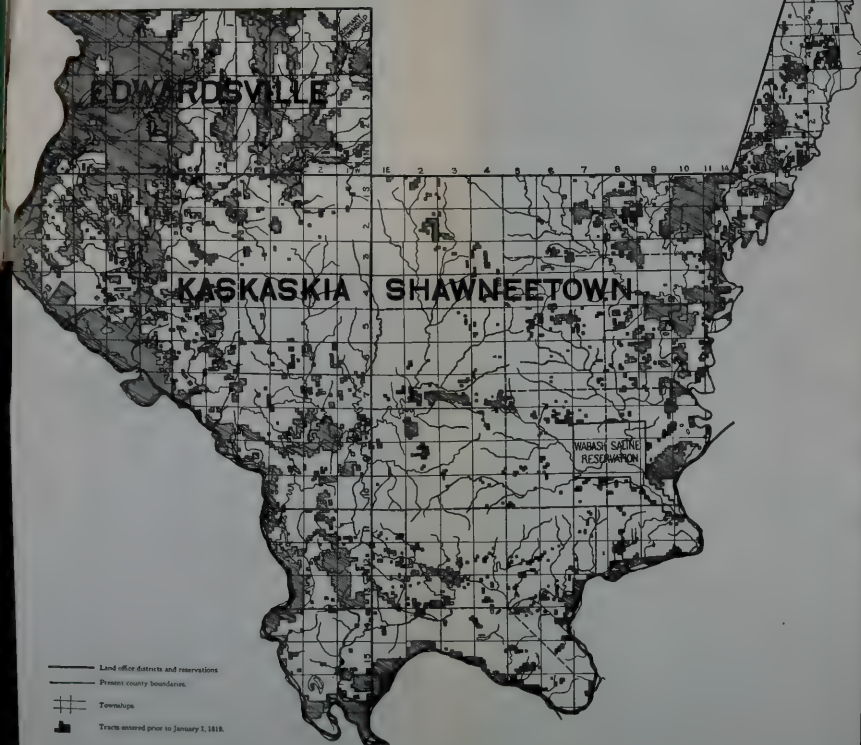 EDWARDSVILLE
1E 2 3 4 5 6 7 8 9 10 11 14
KASKASKIA SHAWNEETOWN
WABASH SALINE
RESERVATION
Land office districts and reservations
Present county boundaries.
Townships
Tracts entered prior to January 1, 1818.